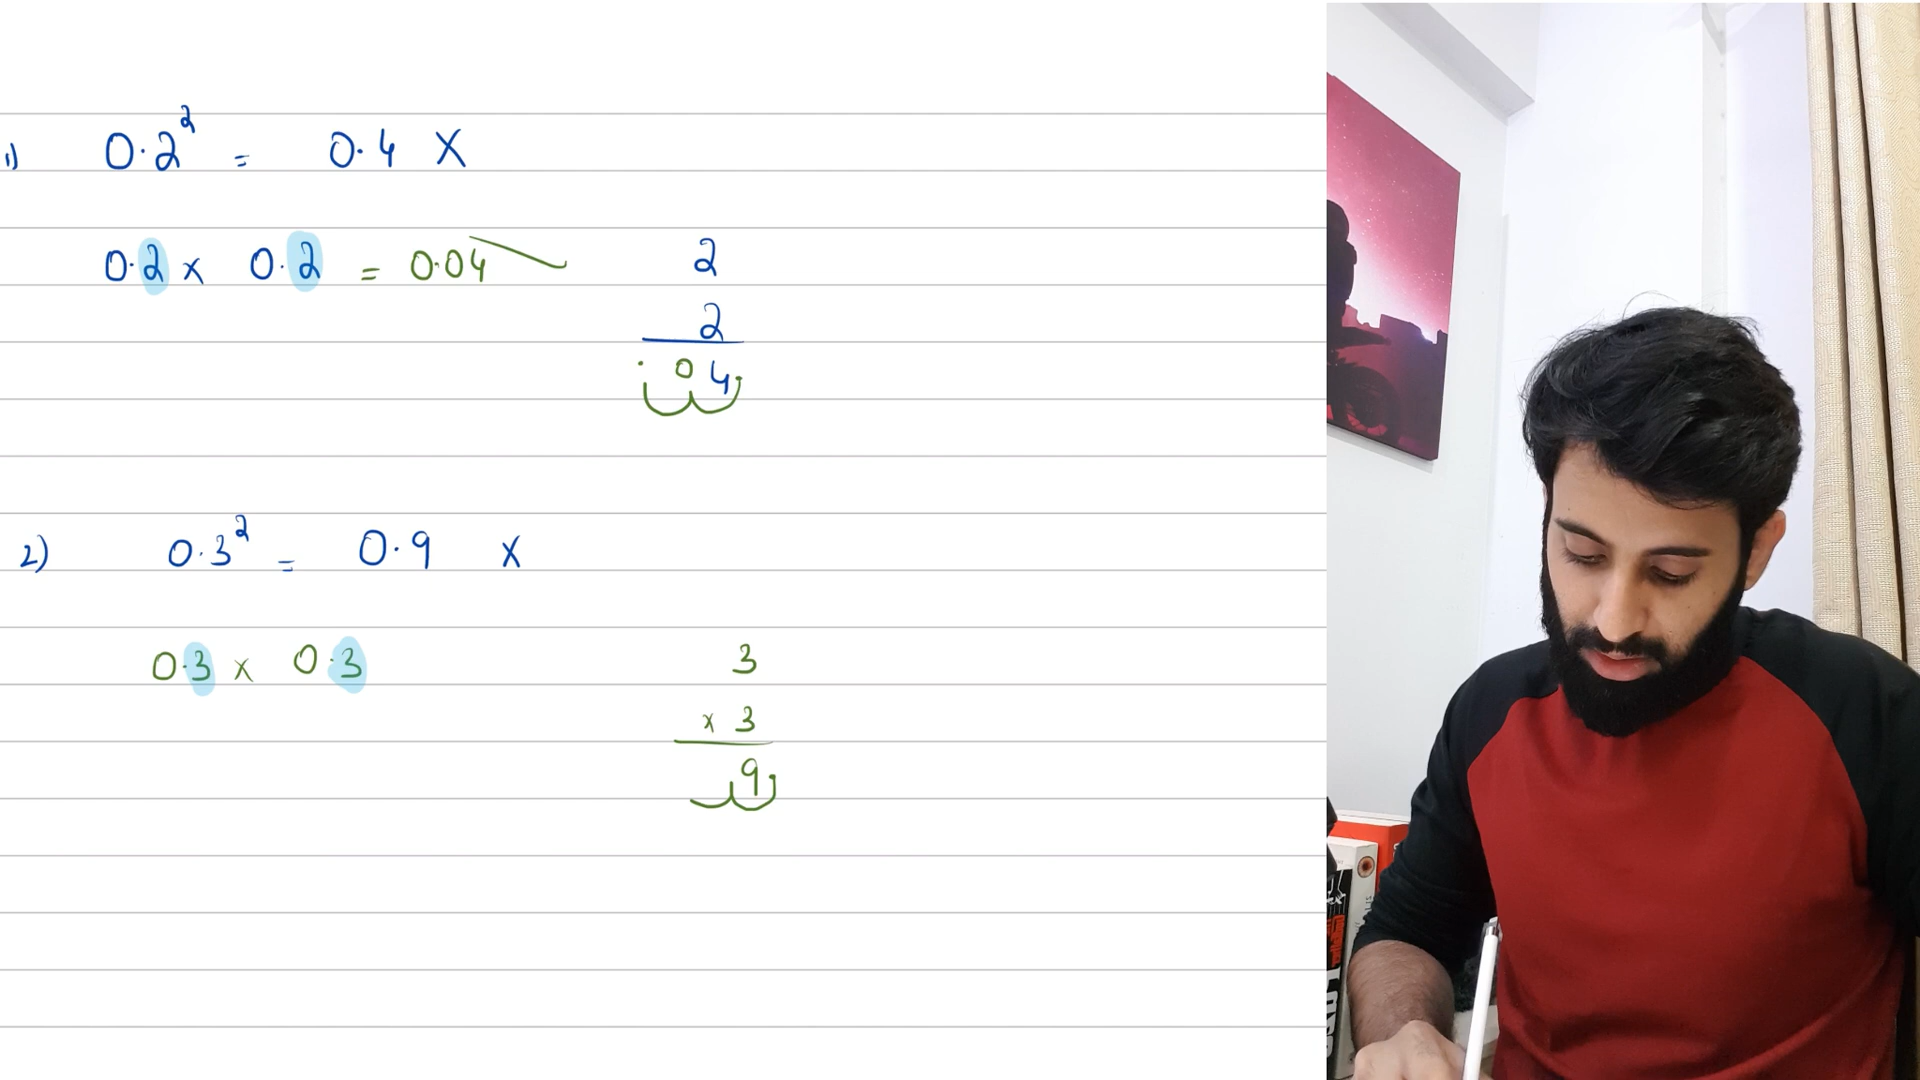 1) 0.2² = 0.4 X
0.2 x 0.2 = 0.04
2
2
.04.
2) 0.3² = 0.9 X
0.3 x 0.3
3
x 3
9.